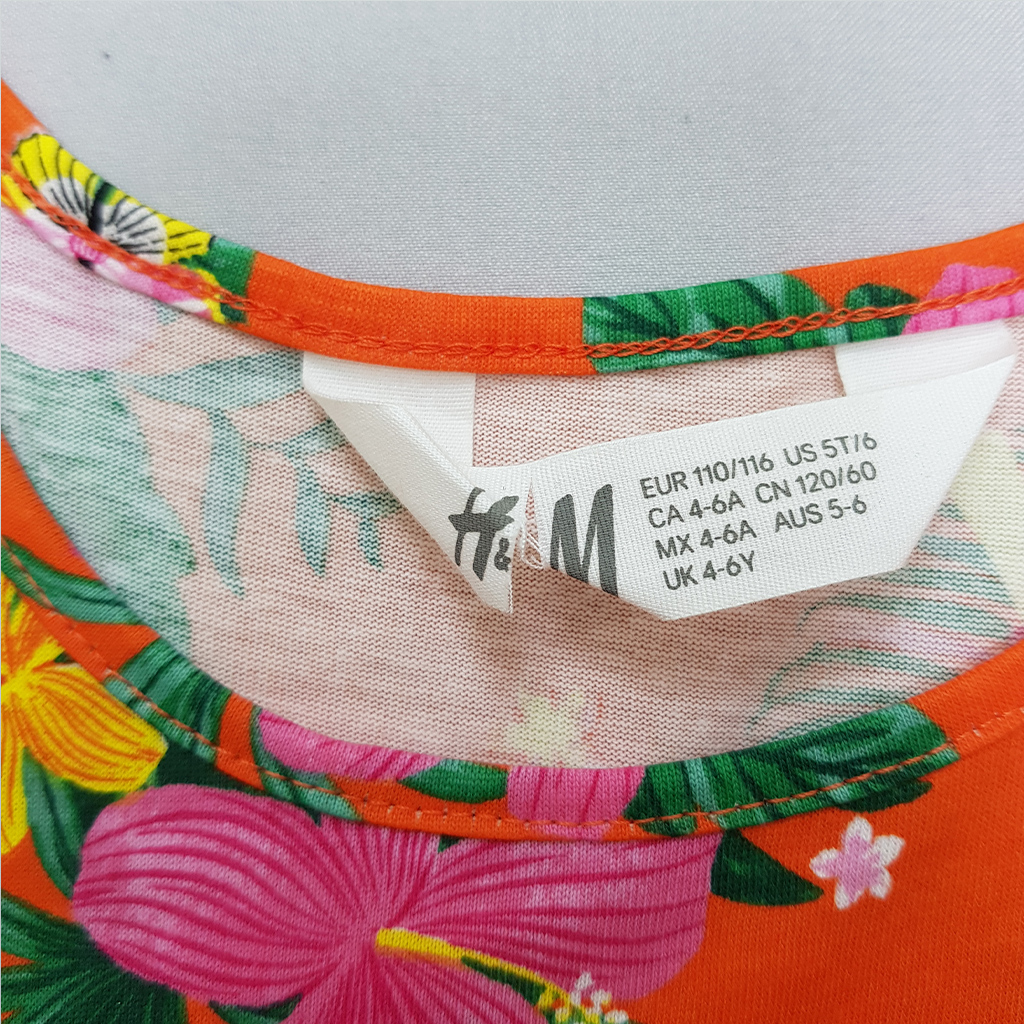 H&M
EUR 110/116 US 5T/6
CA 4-6A CN 120/60
MX 4-6A AUS 5-6
UK 4-6Y